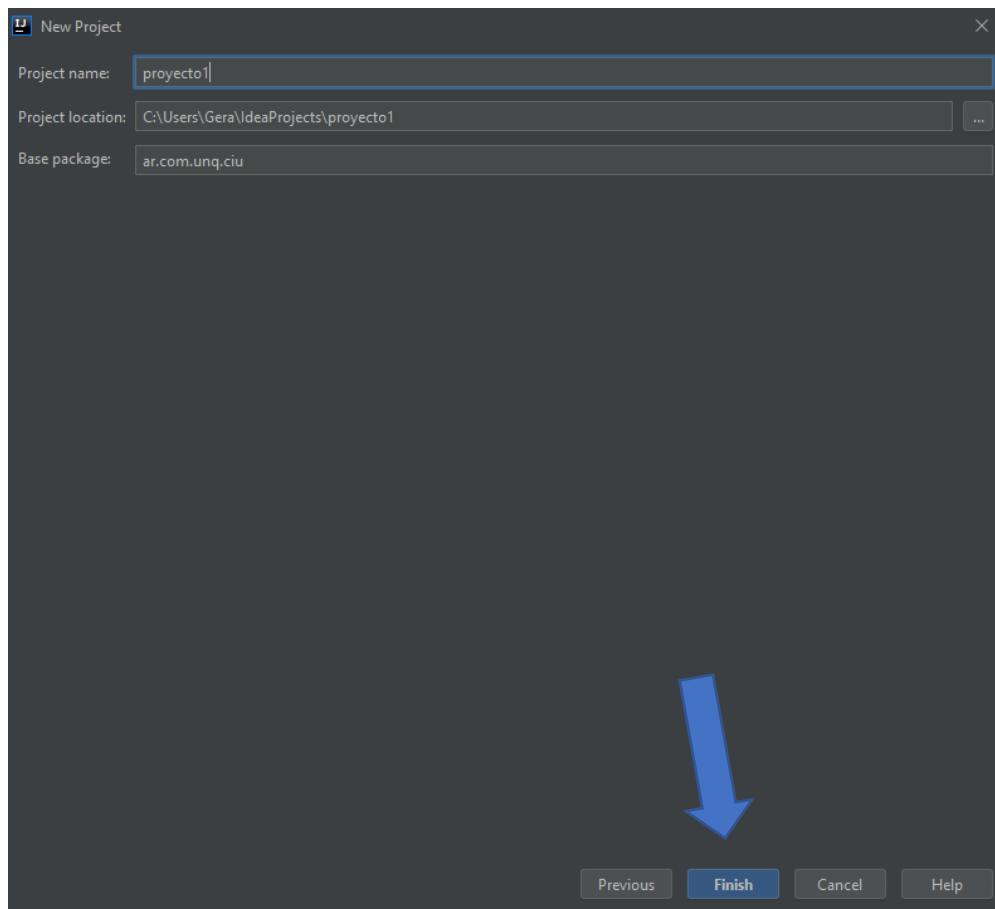 New Project
Project name: proyecto1
Project location: C:\Users\Gera\IdeaProjects\proyecto1 ...
Base package: ar.com.unq.ciu
Previous Finish Cancel Help